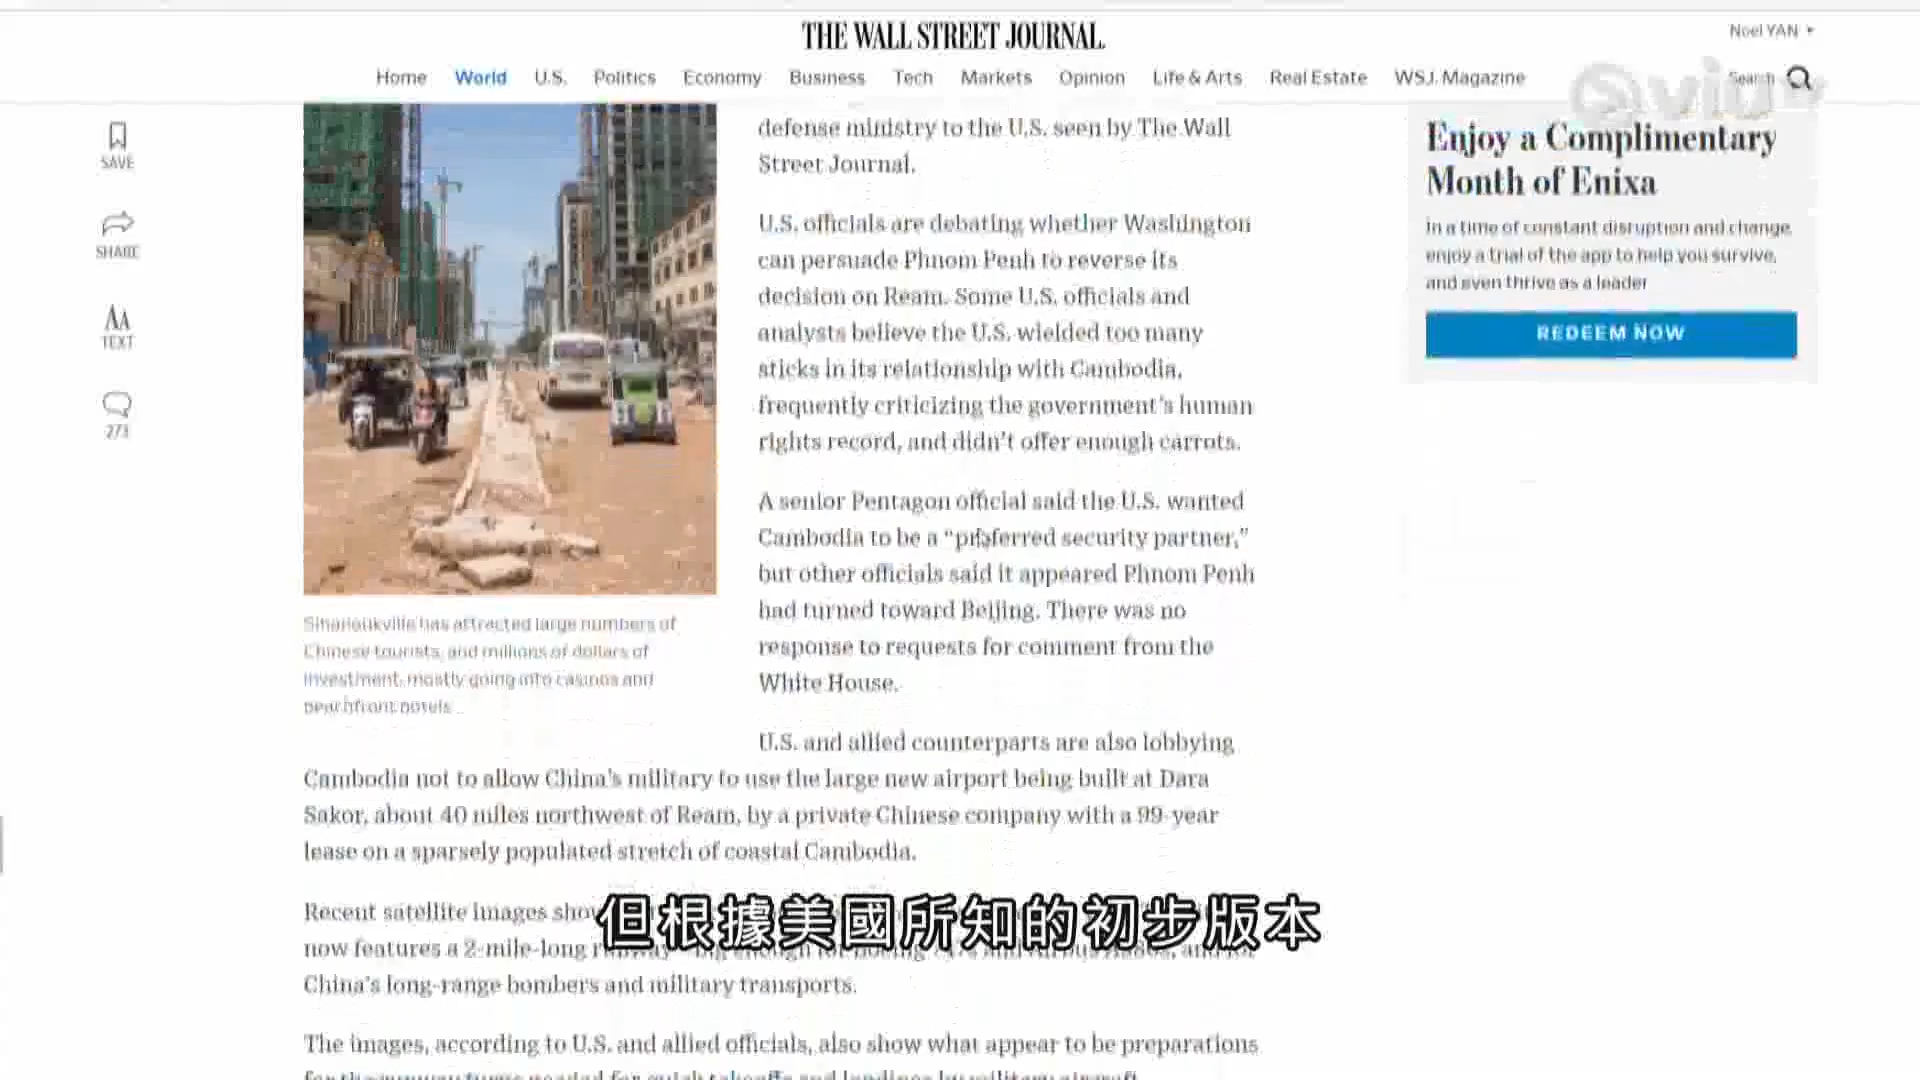 THE WALL STREET JOURNAL.
Noel YAN
Home World U.S. Politics Economy Business Tech Markets Opinion Life & Arts Real Estate WSJ. Magazine
Search
viu
SAVE
SHARE
TEXT
273
defense ministry to the U.S. seen by The Wall
Street Journal.
U.S. officials are debating whether Washington
can persuade Phnom Penh to reverse its
decision on Ream. Some U.S. officials and
analysts believe the U.S. wielded too many
sticks in its relationship with Cambodia,
frequently criticizing the government's human
rights record, and didn't offer enough carrots.
A senior Pentagon official said the U.S. wanted
Cambodia to be a “preferred security partner,”
but other officials said it appeared Phnom Penh
had turned toward Beijing. There was no
response to requests for comment from the
White House.
Sihanoukville has attracted large numbers of
Chinese tourists, and millions of dollars of
investment, mostly going into casinos and
beachfront hotels
U.S. and allied counterparts are also lobbying
Cambodia not to allow China's military to use the large new airport being built at Dara
Sakor, about 40 miles northwest of Ream, by a private Chinese company with a 99-year
lease on a sparsely populated stretch of coastal Cambodia.
Recent satellite images show
now features a 2-mile-long runway
China's long-range bombers and military transports.
The images, according to U.S. and allied officials, also show what appear to be preparations
Enjoy a Complimentary
Month of Enixa
In a time of constant disruption and change,
enjoy a trial of the app to help you survive,
and even thrive as a leader
REDEEM NOW
但根據美國所知的初步版本